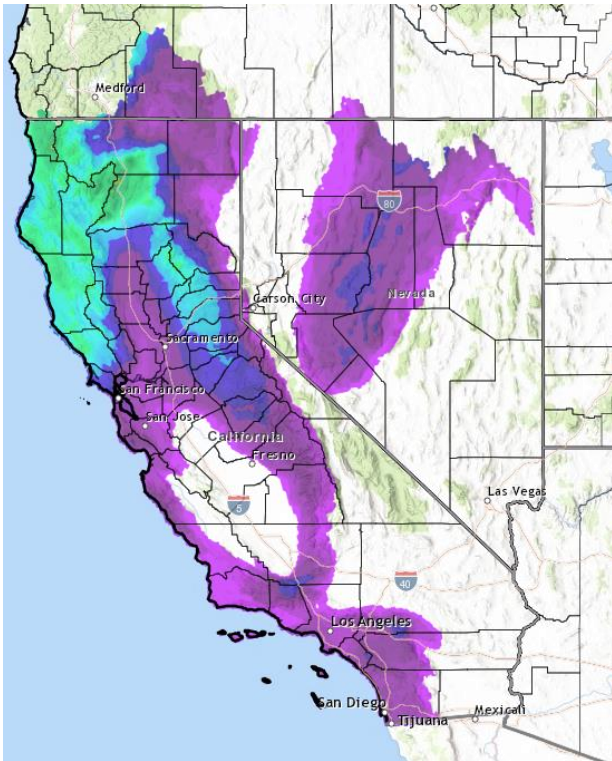 Medford
80
Nevada
Carson City
Sacramento
San Francisco
San Jose
California
Fresno
Las Vegas
5
40
Los Angeles
San Diego
Tijuana
Mexicali